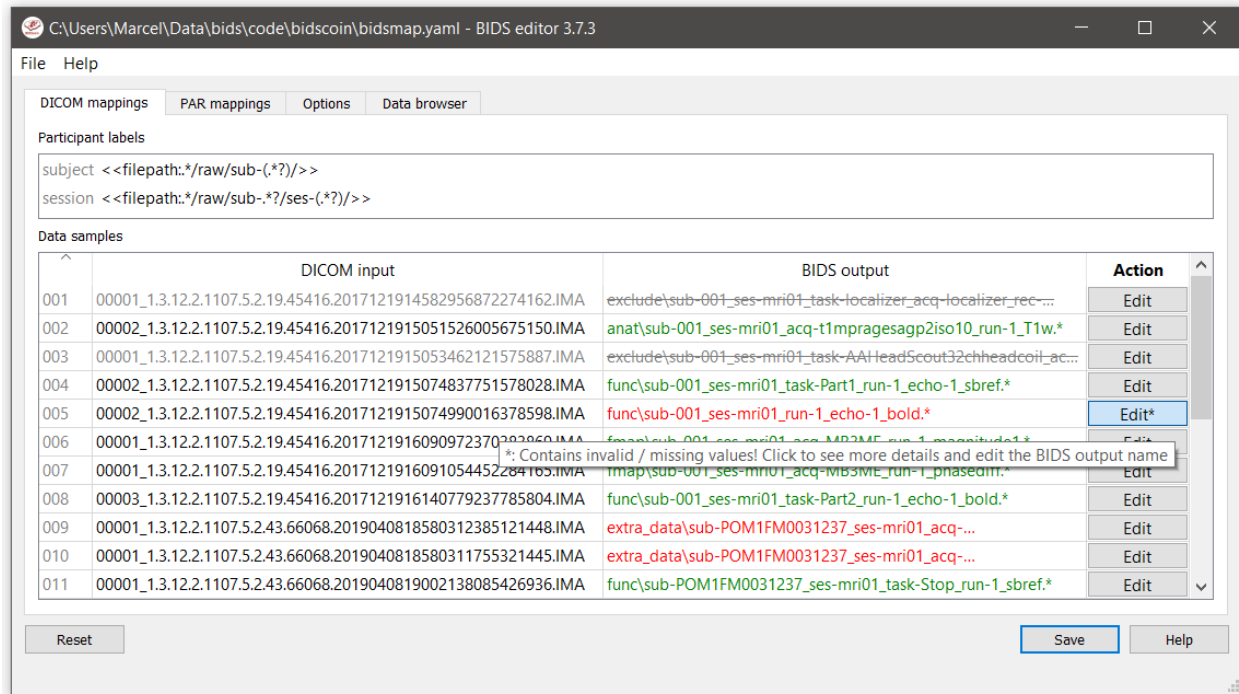 C:\Users\Marcel\Data\bids\code\bidscoin\bidsmap.yaml - BIDS editor 3.7.3
File Help
DICOM mappings PAR mappings Options Data browser
Participant labels
subject <<filepath:.*/raw/sub-(.*?)/>>
session <<filepath:.*/raw/sub-.*?/ses-(.*?)/>>
Data samples
DICOM input BIDS output Action
001 00001_1.3.12.2.1107.5.2.19.45416.2017121914582956872274162.IMA exclude\sub-001_ses-mri01_task-localizer_acq-localizer_rec-... Edit
002 00002_1.3.12.2.1107.5.2.19.45416.2017121915051526005675150.IMA anat\sub-001_ses-mri01_acq-t1mpragesagp2iso10_run-1_T1w.* Edit
003 00001_1.3.12.2.1107.5.2.19.45416.2017121915053462121575887.IMA exclude\sub-001_ses-mri01_task-AAHeadScout32chheadcoil_ac... Edit
004 00002_1.3.12.2.1107.5.2.19.45416.2017121915074837751578028.IMA func\sub-001_ses-mri01_task-Part1_run-1_echo-1_sbref.* Edit
005 00002_1.3.12.2.1107.5.2.19.45416.2017121915074990016378598.IMA func\sub-001_ses-mri01_run-1_echo-1_bold.* Edit*
006 fmap\sub-001_ses-mri01_acq-MB3ME_run-1_magnitude1.* Edit
*: Contains invalid / missing values! Click to see more details and edit the BIDS output name
007 00001_1.3.12.2.1107.5.2.19.45416.2017121916091054452284165.IMA fmap\sub-001_ses-mri01_acq-MB3ME_run-1_phasediff.* Edit
008 00003_1.3.12.2.1107.5.2.19.45416.2017121916140779237785804.IMA func\sub-001_ses-mri01_task-Part2_run-1_echo-1_bold.* Edit
009 00001_1.3.12.2.1107.5.2.43.66068.2019040818580312385121448.IMA extra_data\sub-POM1FM0031237_ses-mri01_acq-... Edit
010 00001_1.3.12.2.1107.5.2.43.66068.2019040818580311755321445.IMA extra_data\sub-POM1FM0031237_ses-mri01_acq-... Edit
011 00001_1.3.12.2.1107.5.2.43.66068.2019040819002138085426936.IMA func\sub-POM1FM0031237_ses-mri01_task-Stop_run-1_sbref.* Edit
Reset Save Help